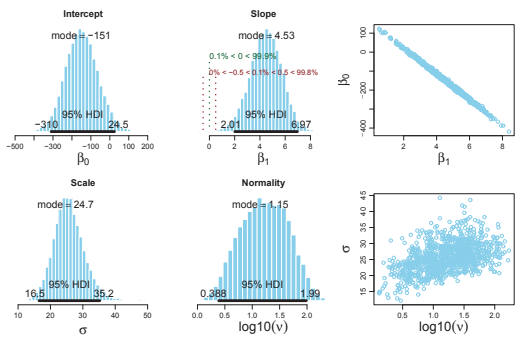 Intercept
mode = −151
95% HDI
−310 24.5
−500 −300 −100 0 100 200
β0
Slope
mode = 4.53
0.1% < 0 < 99.9%
0% < −0.5 < 0.1% < 0.5 < 99.8%
95% HDI
2.01 6.97
0 2 4 6 8
β1
β0
−400 −200 0 100
2 4 6 8
β1
Scale
mode = 24.7
95% HDI
16.5 35.2
10 20 30 40 50
σ
Normality
mode = 1.15
95% HDI
0.388 1.99
0.0 0.5 1.0 1.5 2.0
log10(ν)
σ
15 20 25 30 35 40 45
0.5 1.0 1.5 2.0
log10(ν)